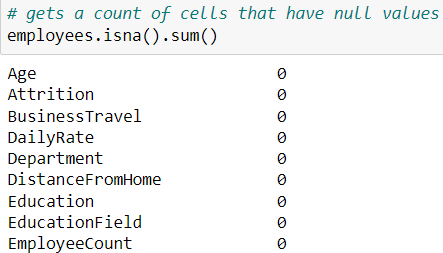 # gets a count of cells that have null values
employees.isna().sum()
Age 0
Attrition 0
BusinessTravel 0
DailyRate 0
Department 0
DistanceFromHome 0
Education 0
EducationField 0
EmployeeCount 0